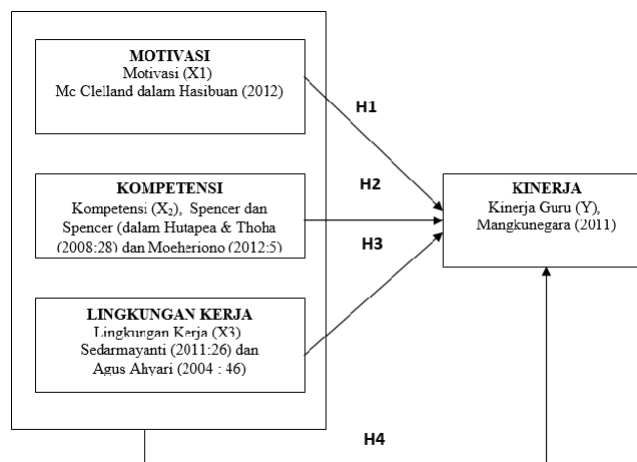 MOTIVASI
Motivasi (X1)
Mc Clelland dalam Hasibuan (2012)
H1
H2
KOMPETENSI
Kompetensi (X₂), Spencer dan
Spencer (dalam Hutapea & Thoha
(2008:28) dan Moeheriono (2012:5)
KINERJA
Kinerja Guru (Y),
Mangkunegara (2011)
H3
LINGKUNGAN KERJA
Lingkungan Kerja (X3)
Sedarmayanti (2011:26) dan
Agus Ahyari (2004 : 46)
H4